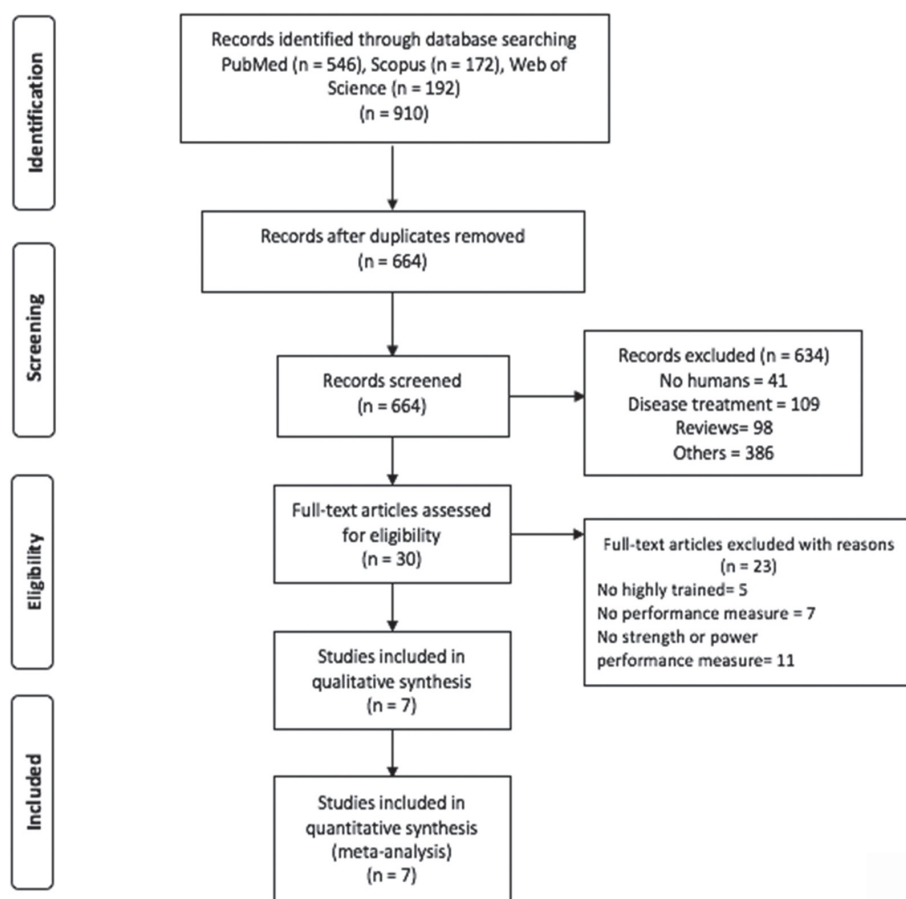 Identification
Records identified through database searching
PubMed (n = 546), Scopus (n = 172), Web of
Science (n = 192)
(n = 910)
Records after duplicates removed
(n = 664)
Screening
Records screened
(n = 664)
Records excluded (n = 634)
No humans = 41
Disease treatment = 109
Reviews= 98
Others = 386
Eligibility
Full-text articles assessed
for eligibility
(n = 30)
Full-text articles excluded with reasons
(n = 23)
No highly trained= 5
No performance measure = 7
No strength or power
performance measure= 11
Studies included in
qualitative synthesis
(n = 7)
Included
Studies included in
quantitative synthesis
(meta-analysis)
(n = 7)